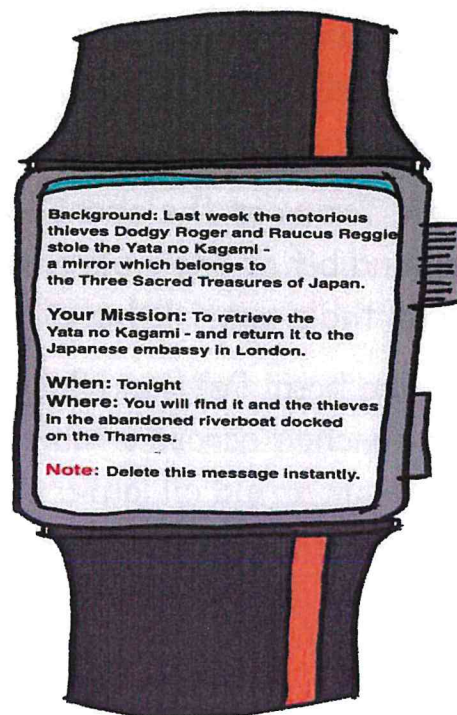 Background: Last week the notorious
thieves Dodgy Roger and Raucus Reggie
stole the Yata no Kagami -
a mirror which belongs to
the Three Sacred Treasures of Japan.
Your Mission: To retrieve the
Yata no Kagami - and return it to the
Japanese embassy in London.
When: Tonight
Where: You will find it and the thieves
in the abandoned riverboat docked
on the Thames.
Note: Delete this message instantly.